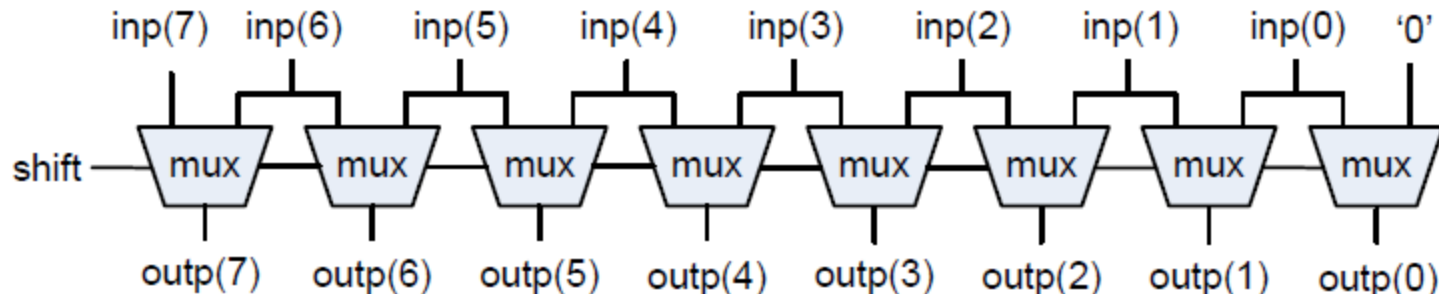 inp(7) inp(6) inp(5) inp(4) inp(3) inp(2) inp(1) inp(0) ‘0’
shift mux mux mux mux mux mux mux mux
outp(7) outp(6) outp(5) outp(4) outp(3) outp(2) outp(1) outp(0)